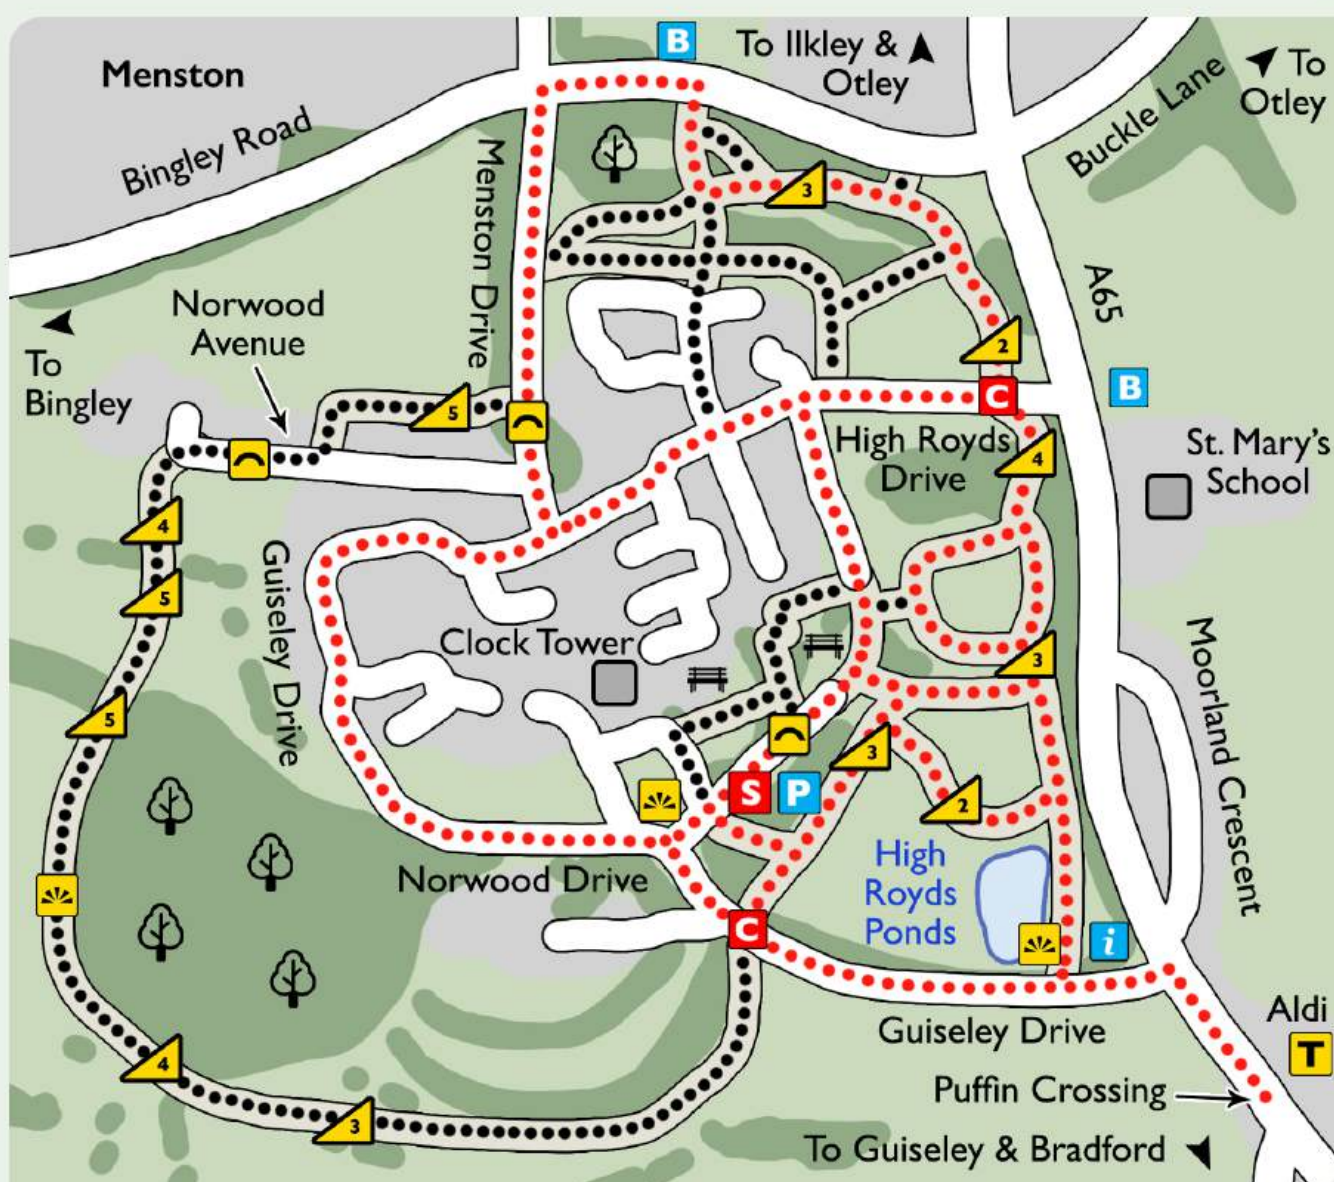 B
To Ilkley &
Otley
To
Otley
Menston
Bingley Road
Buckle Lane
Menston Drive
3
A65
Norwood
Avenue
To
Bingley
2
C
B
5
High Royds
Drive
4
St. Mary's
School
4
5
Guiseley Drive
Clock Tower
3
Moorland Crescent
5
3
S
P
2
High
Royds
Ponds
Norwood Drive
C
i
Guiseley Drive
Aldi
T
4
Puffin Crossing
3
To Guiseley & Bradford